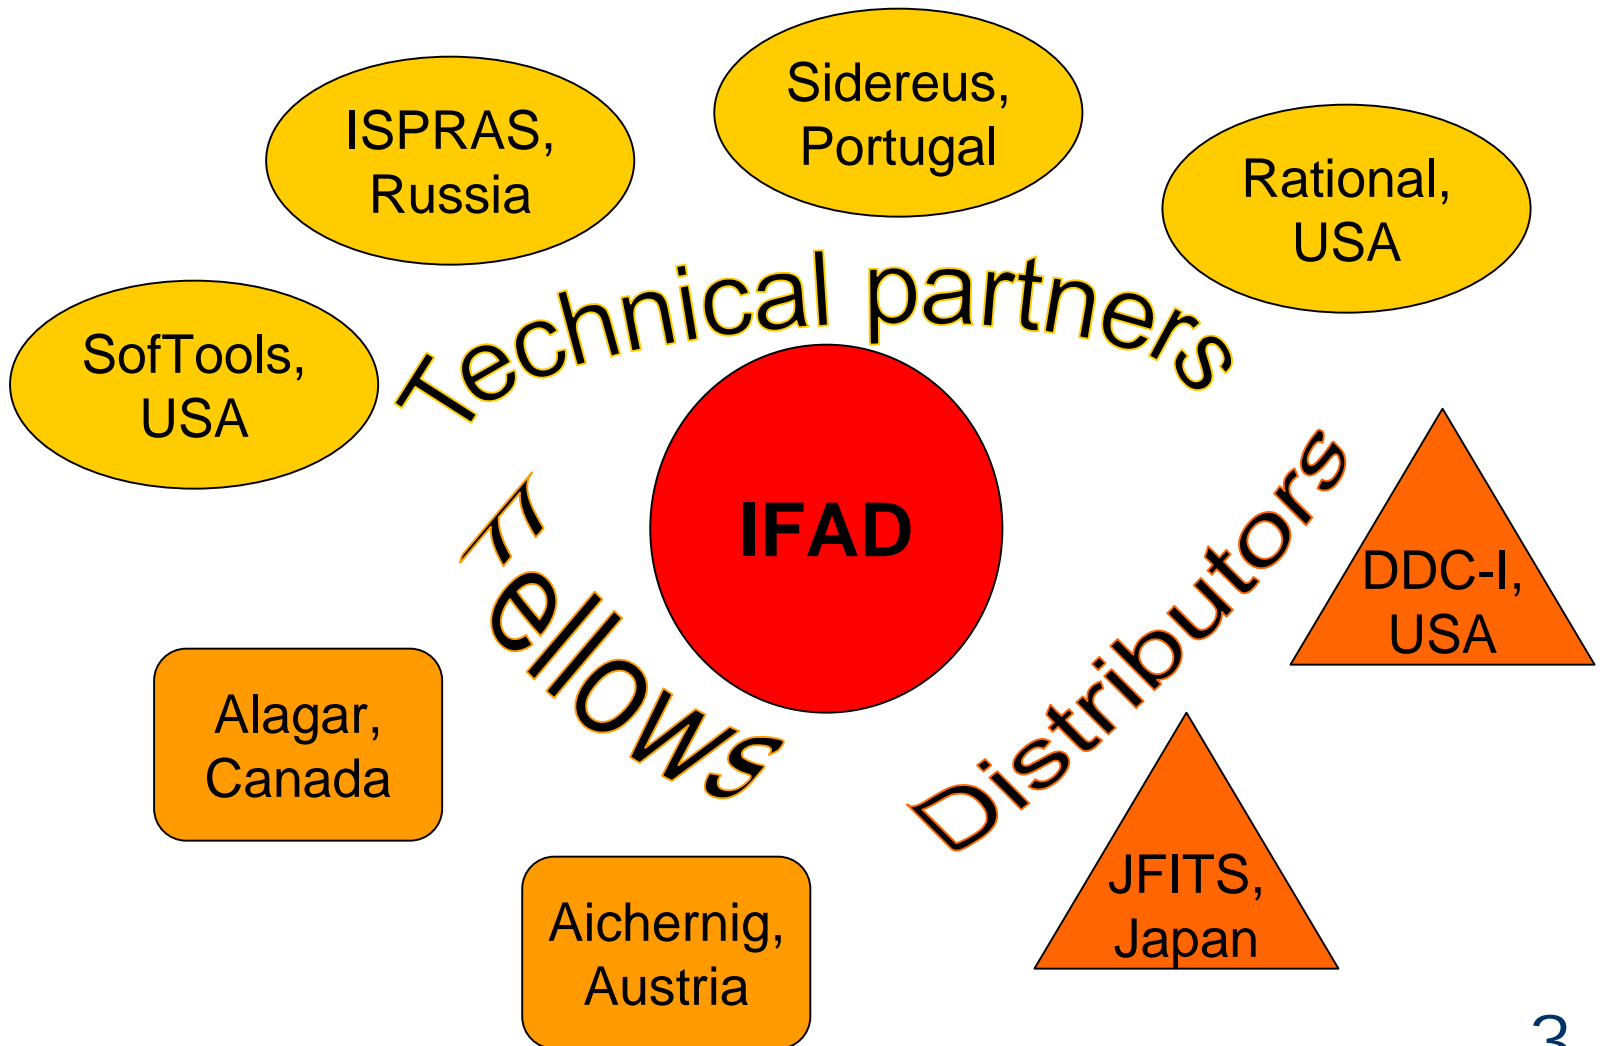 Sidereus,
Portugal
ISPRAS,
Russia
Rational,
USA
SofTools,
USA
Technical partners
IFAD
Fellows
Distributors
DDC-I,
USA
Alagar,
Canada
JFITS,
Japan
Aichernig,
Austria
3